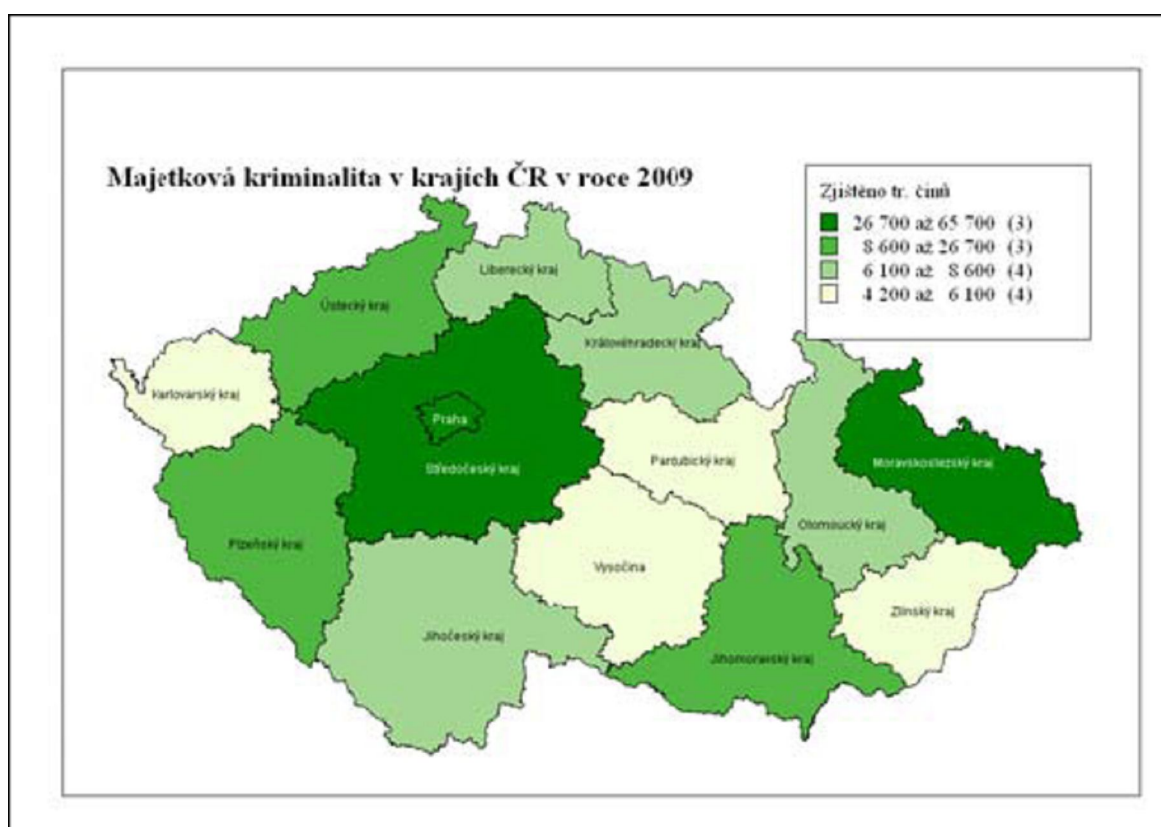 Majetková kriminalita v krajích ČR v roce 2009
Zjištěno tr. činů
26 700 až 65 700 (3)
8 600 až 26 700 (3)
6 100 až 8 600 (4)
4 200 až 6 100 (4)
Liberecký kraj
Ústecký kraj
Královéhradecký kraj
Karlovarský kraj
Praha
Středočeský kraj
Pardubický kraj
Moravskoslezský kraj
Olomoucký kraj
Plzeňský kraj
Vysočina
Zlínský kraj
Jihočeský kraj
Jihomoravský kraj